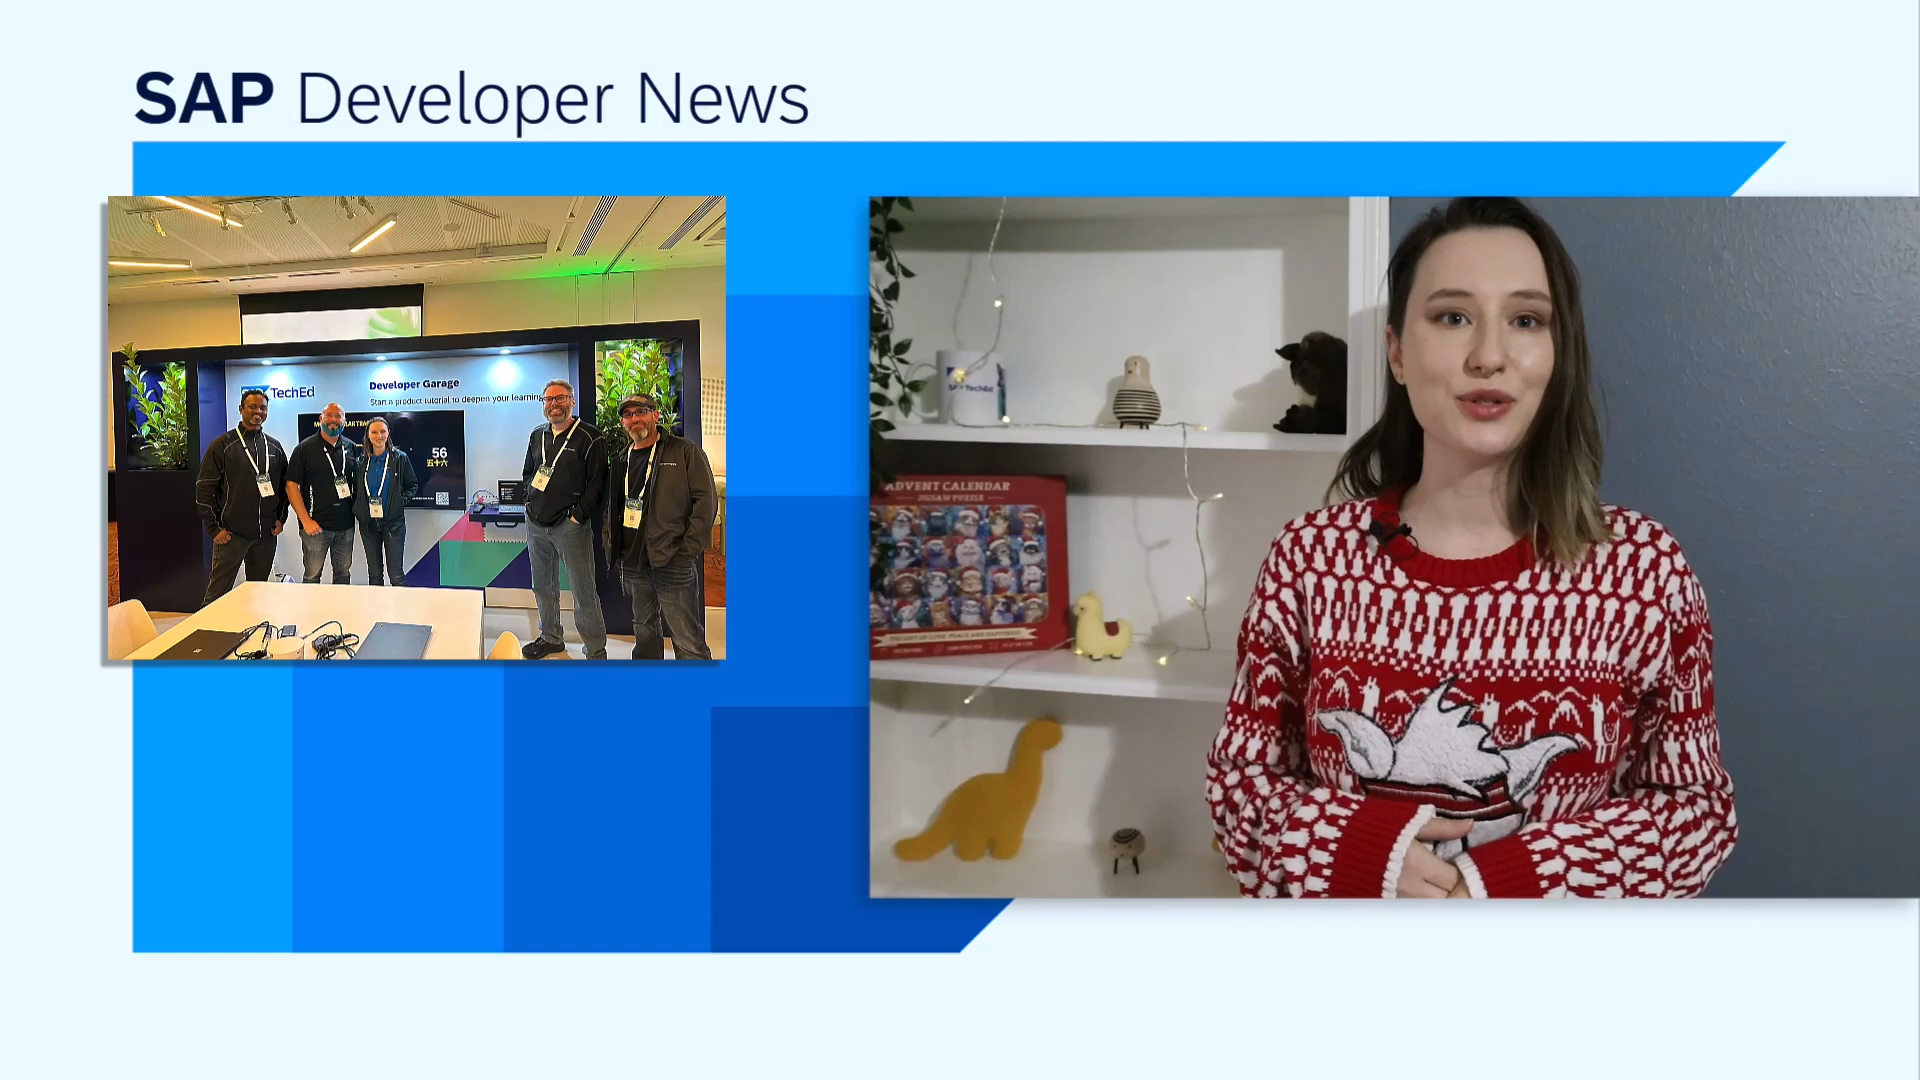 SAP Developer News
TechEd
Developer Garage
Start a product tutorial to deepen your learning
56
五十六
TechEd
ADVENT CALENDAR
JIGSAW PUZZLE